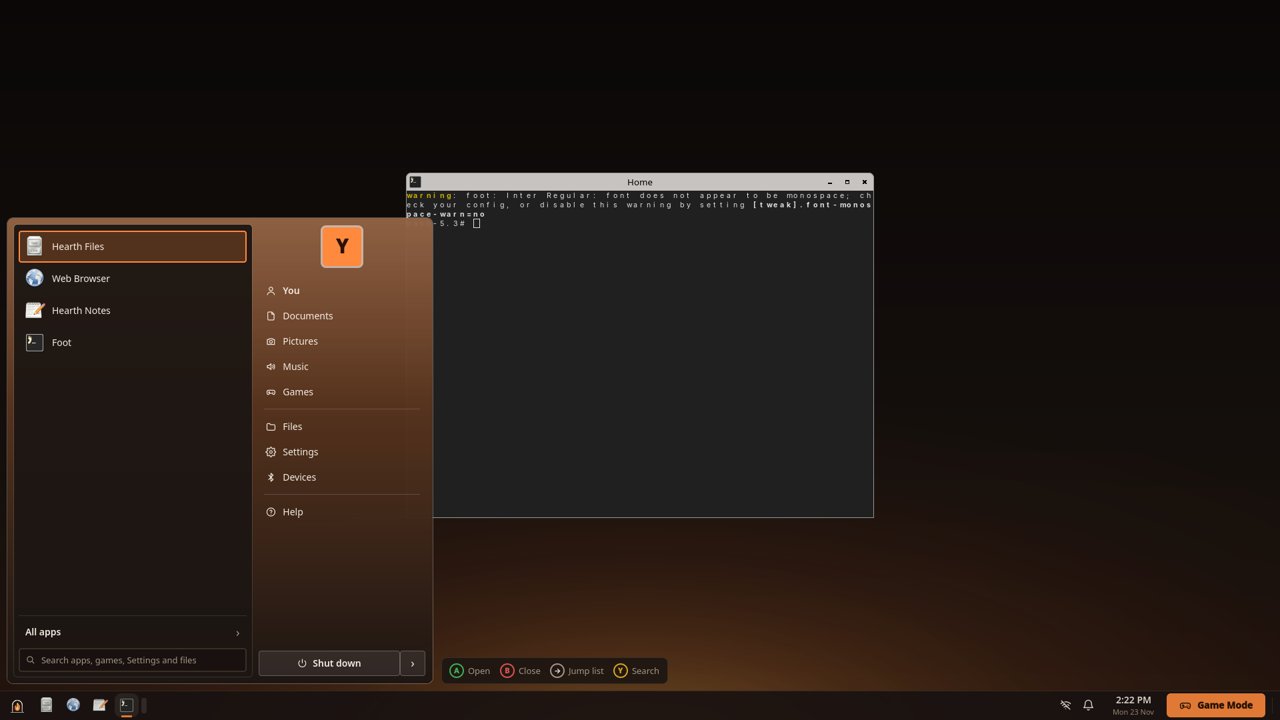 Home
warning: foot: Inter Regular: font does not appear to be monospace; ch
eck your config, or disable this warning by setting [tweak].font-monos
pace-warn=no
-5.3#
Hearth Files
Web Browser
Hearth Notes
Foot
All apps
Search apps, games, Settings and files
Y
You
Documents
Pictures
Music
Games
Files
Settings
Devices
Help
Shut down
A Open B Close Jump list Y Search
2:22 PM
Mon 23 Nov
Game Mode